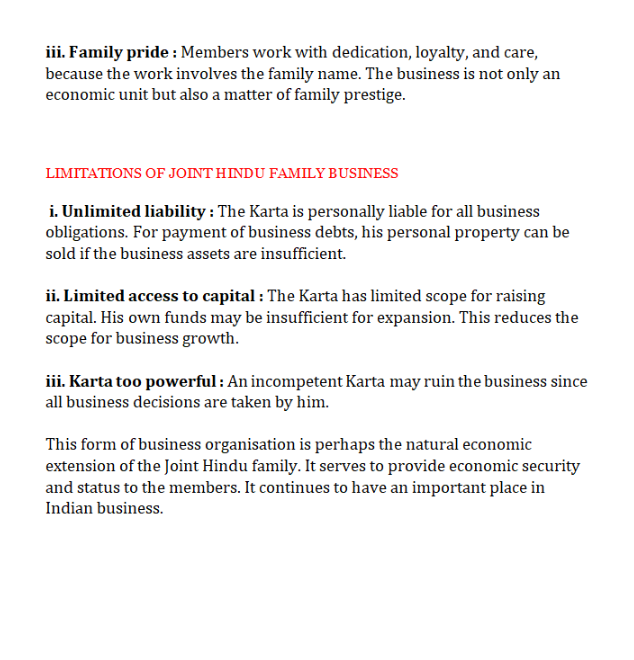 iii. Family pride : Members work with dedication, loyalty, and care,
because the work involves the family name. The business is not only an
economic unit but also a matter of family prestige.
LIMITATIONS OF JOINT HINDU FAMILY BUSINESS
i. Unlimited liability : The Karta is personally liable for all business
obligations. For payment of business debts, his personal property can be
sold if the business assets are insufficient.
ii. Limited access to capital : The Karta has limited scope for raising
capital. His own funds may be insufficient for expansion. This reduces the
scope for business growth.
iii. Karta too powerful : An incompetent Karta may ruin the business since
all business decisions are taken by him.
This form of business organisation is perhaps the natural economic
extension of the Joint Hindu family. It serves to provide economic security
and status to the members. It continues to have an important place in
Indian business.